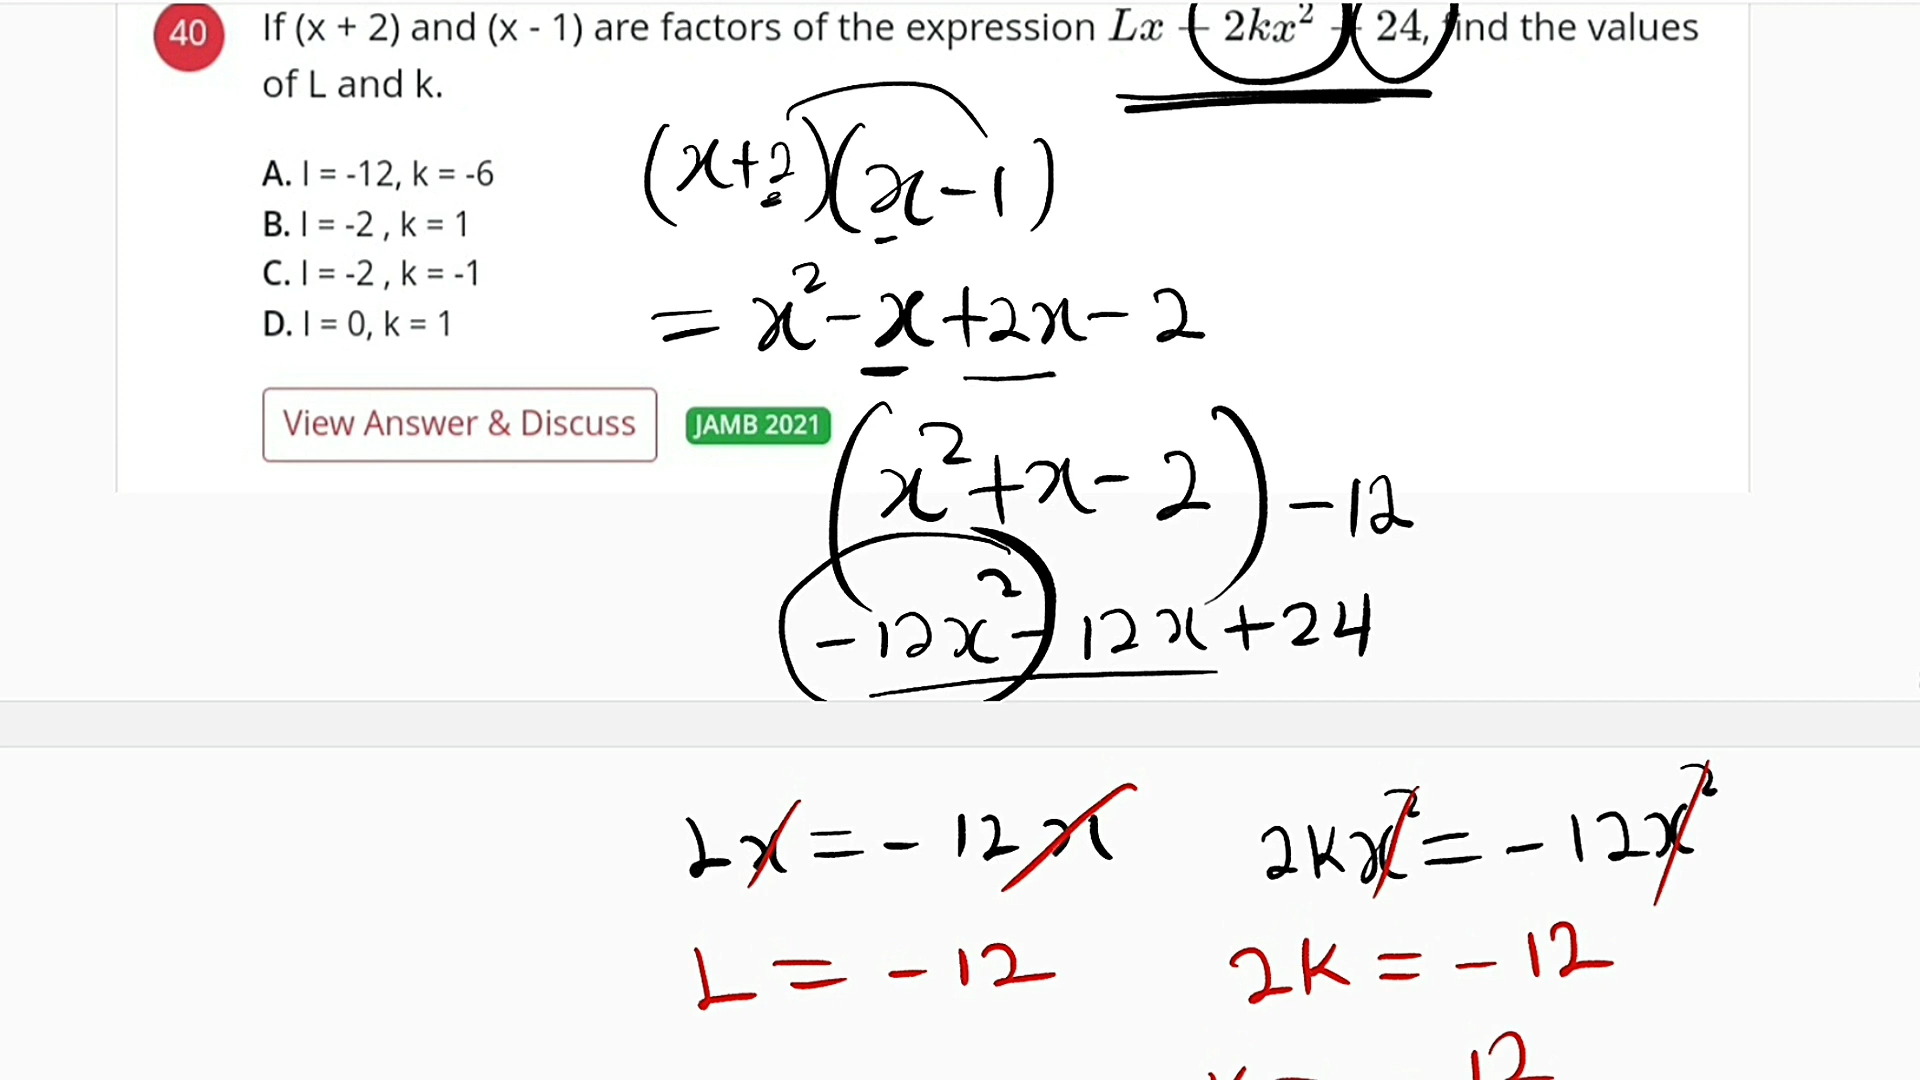 40 If (x + 2) and (x - 1) are factors of the expression Lx + 2kx² + 24, find the values
of L and k.
A. l = -12, k = -6
B. l = -2 , k = 1
C. l = -2 , k = -1
D. l = 0, k = 1
View Answer & Discuss
JAMB 2021
(x+2)(x-1)
= x²-x+2x-2
(x²+x-2)-12
-12x²-12x+24
Lx=-12x
2kx²=-12x²
L=-12
2k=-12
12